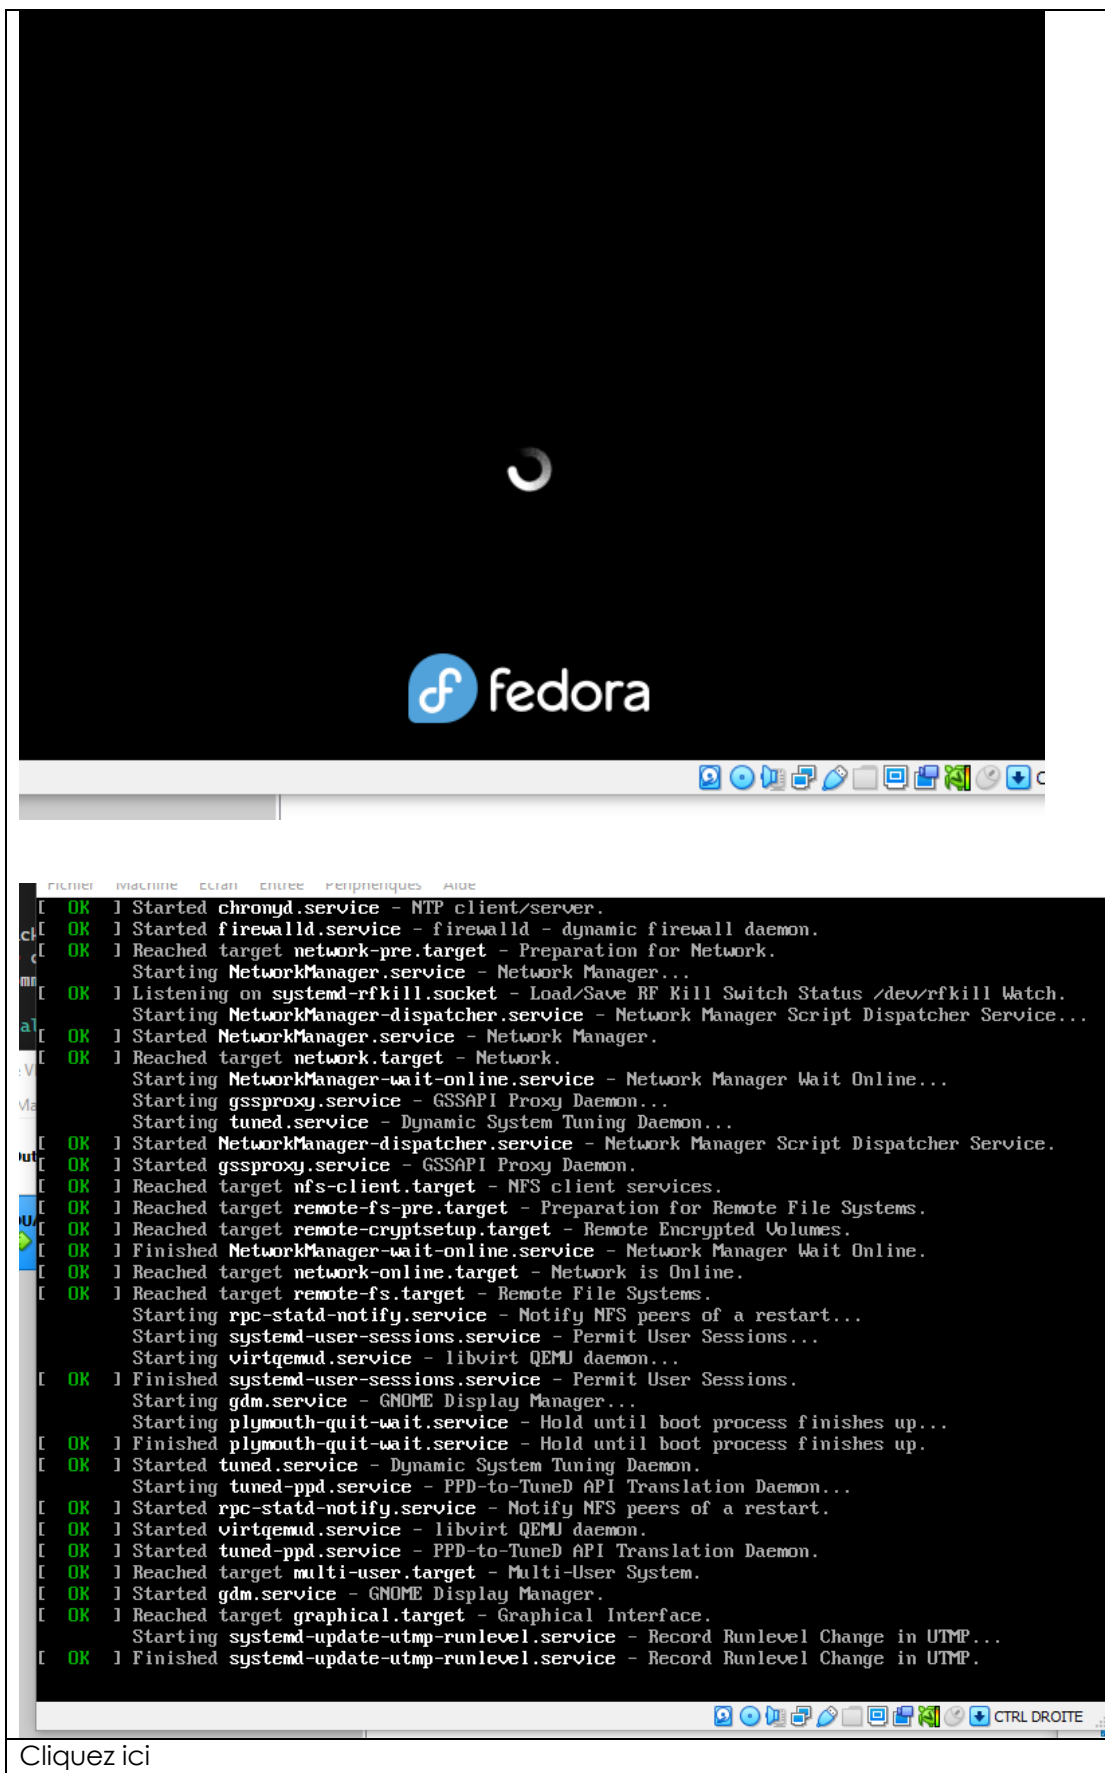 fedora
Fichier Machine Ecran Entrée Périphériques Aide
[ OK ] Started chronyd.service - NTP client/server.
[ OK ] Started firewalld.service - firewalld - dynamic firewall daemon.
[ OK ] Reached target network-pre.target - Preparation for Network.
Starting NetworkManager.service - Network Manager...
[ OK ] Listening on systemd-rfkill.socket - Load/Save RF Kill Switch Status /dev/rfkill Watch.
Starting NetworkManager-dispatcher.service - Network Manager Script Dispatcher Service...
[ OK ] Started NetworkManager.service - Network Manager.
[ OK ] Reached target network.target - Network.
Starting NetworkManager-wait-online.service - Network Manager Wait Online...
Starting gssproxy.service - GSSAPI Proxy Daemon...
Starting tuned.service - Dynamic System Tuning Daemon...
[ OK ] Started NetworkManager-dispatcher.service - Network Manager Script Dispatcher Service.
[ OK ] Started gssproxy.service - GSSAPI Proxy Daemon.
[ OK ] Reached target nfs-client.target - NFS client services.
[ OK ] Reached target remote-fs-pre.target - Preparation for Remote File Systems.
[ OK ] Reached target remote-cryptsetup.target - Remote Encrypted Volumes.
[ OK ] Finished NetworkManager-wait-online.service - Network Manager Wait Online.
[ OK ] Reached target network-online.target - Network is Online.
[ OK ] Reached target remote-fs.target - Remote File Systems.
Starting rpc-statd-notify.service - Notify NFS peers of a restart...
Starting systemd-user-sessions.service - Permit User Sessions...
Starting virtqemud.service - libvirt QEMU daemon...
[ OK ] Finished systemd-user-sessions.service - Permit User Sessions.
Starting gdm.service - GNOME Display Manager...
Starting plymouth-quit-wait.service - Hold until boot process finishes up...
[ OK ] Finished plymouth-quit-wait.service - Hold until boot process finishes up.
[ OK ] Started tuned.service - Dynamic System Tuning Daemon.
Starting tuned-ppd.service - PPD-to-TuneD API Translation Daemon...
[ OK ] Started rpc-statd-notify.service - Notify NFS peers of a restart.
[ OK ] Started virtqemud.service - libvirt QEMU daemon.
[ OK ] Started tuned-ppd.service - PPD-to-TuneD API Translation Daemon.
[ OK ] Reached target multi-user.target - Multi-User System.
[ OK ] Started gdm.service - GNOME Display Manager.
[ OK ] Reached target graphical.target - Graphical Interface.
Starting systemd-update-utmp-runlevel.service - Record Runlevel Change in UTMP...
[ OK ] Finished systemd-update-utmp-runlevel.service - Record Runlevel Change in UTMP.
CTRL DROITE
Cliquez ici